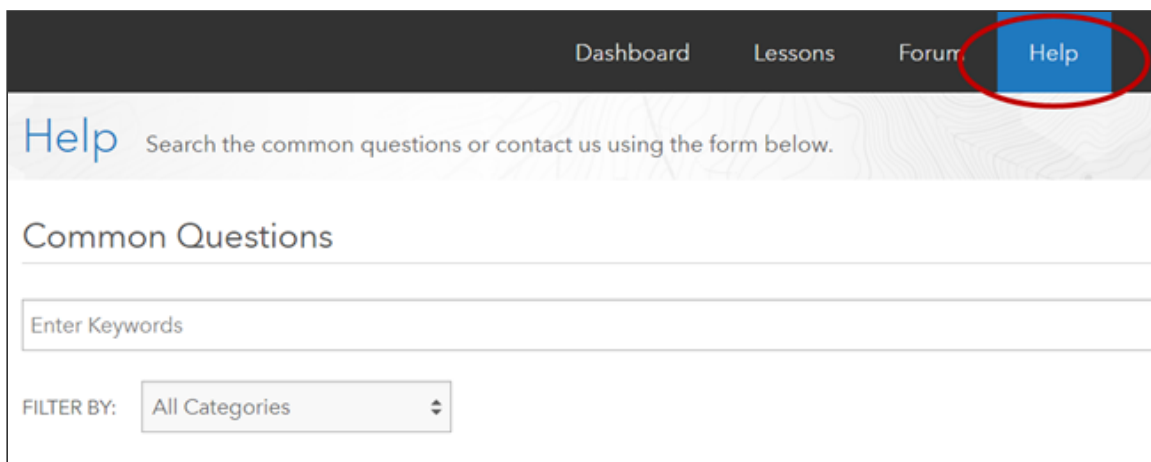 Dashboard Lessons Forum Help
Help Search the common questions or contact us using the form below.
Common Questions
Enter Keywords
FILTER BY: All Categories